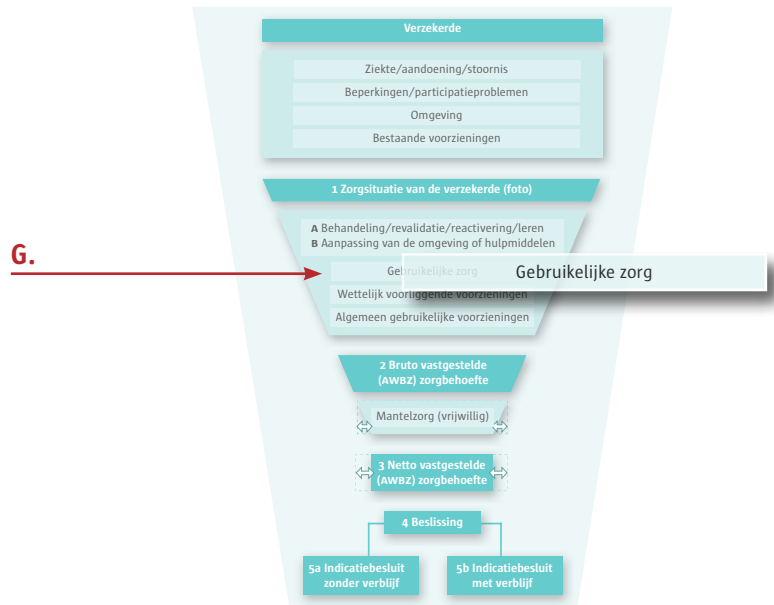 Verzekerde
Ziekte/aandoening/stoornis
Beperkingen/participatieproblemen
Omgeving
Bestaande voorzieningen
1 Zorgsituatie van de verzekerde (foto)
A Behandeling/revalidatie/reactivering/leren
B Aanpassing van de omgeving of hulpmiddelen
G.
Gebruikelijke zorg
Gebruikelijke zorg
Wettelijk voorliggende voorzieningen
Algemeen gebruikelijke voorzieningen
2 Bruto vastgestelde
(AWBZ) zorgbehoefte
Mantelzorg (vrijwillig)
3 Netto vastgestelde
(AWBZ) zorgbehoefte
4 Beslissing
5a Indicatiebesluit
zonder verblijf
5b Indicatiebesluit
met verblijf